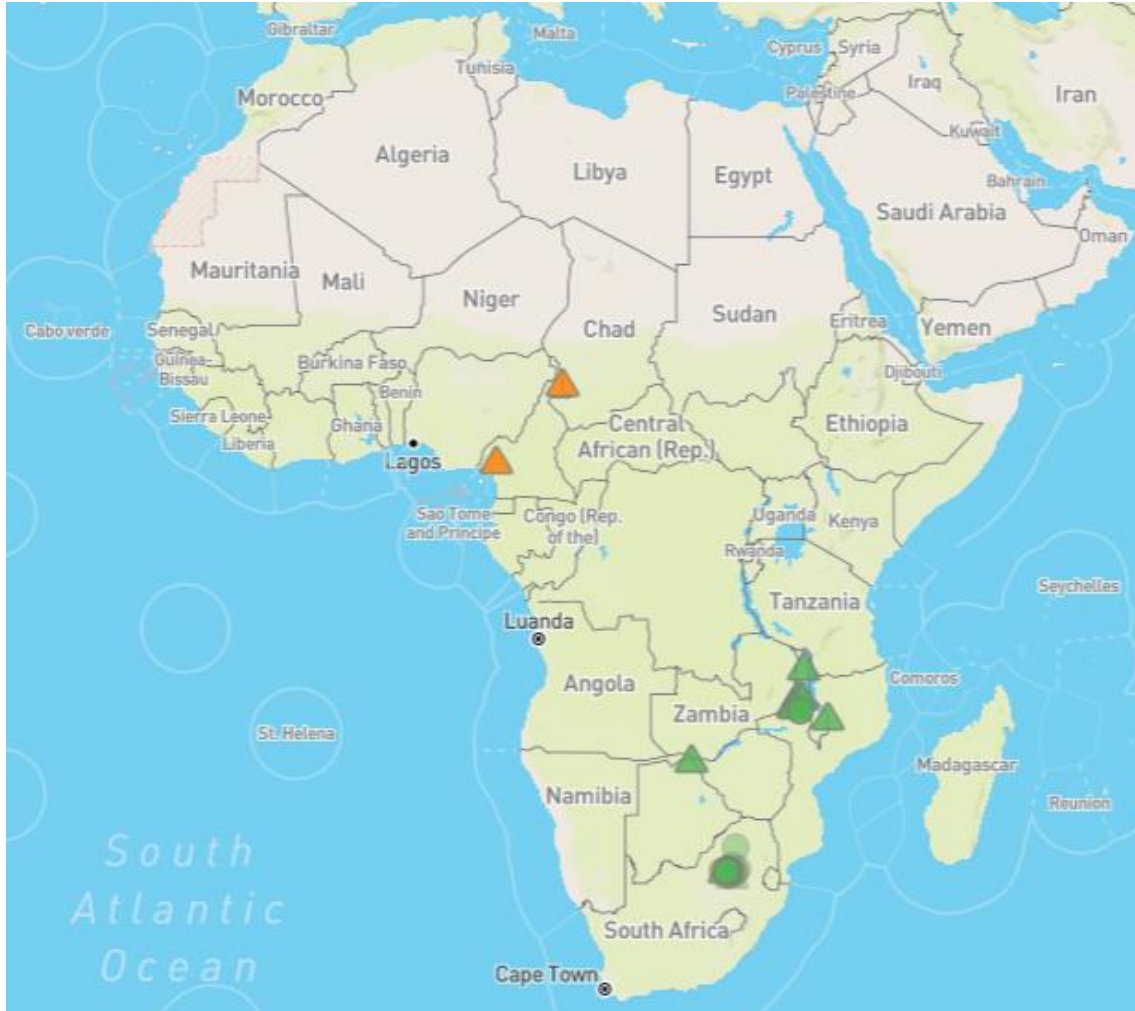 Gibraltar
Malta
Cyprus
Syria
Tunisia
Iraq
Iran
Palestine
Morocco
Kuwait
Algeria
Libya
Egypt
Bahrain
Saudi Arabia
Oman
Mauritania
Mali
Niger
Chad
Sudan
Eritrea
Yemen
Cabo verde
Senegal
Guinea-
Bissau
Burkina Faso
Djibouti
Benin
Sierra Leone
Ghana
Central
African (Rep.)
Ethiopia
Liberia
Lagos
Sao Tome
and Principe
Congo (Rep.
of the)
Uganda
Kenya
Rwanda
Seychelles
Tanzania
Luanda
Angola
Comoros
Zambia
St. Helena
Madagascar
Namibia
Reunion
South
Atlantic
Ocean
South Africa
Cape Town